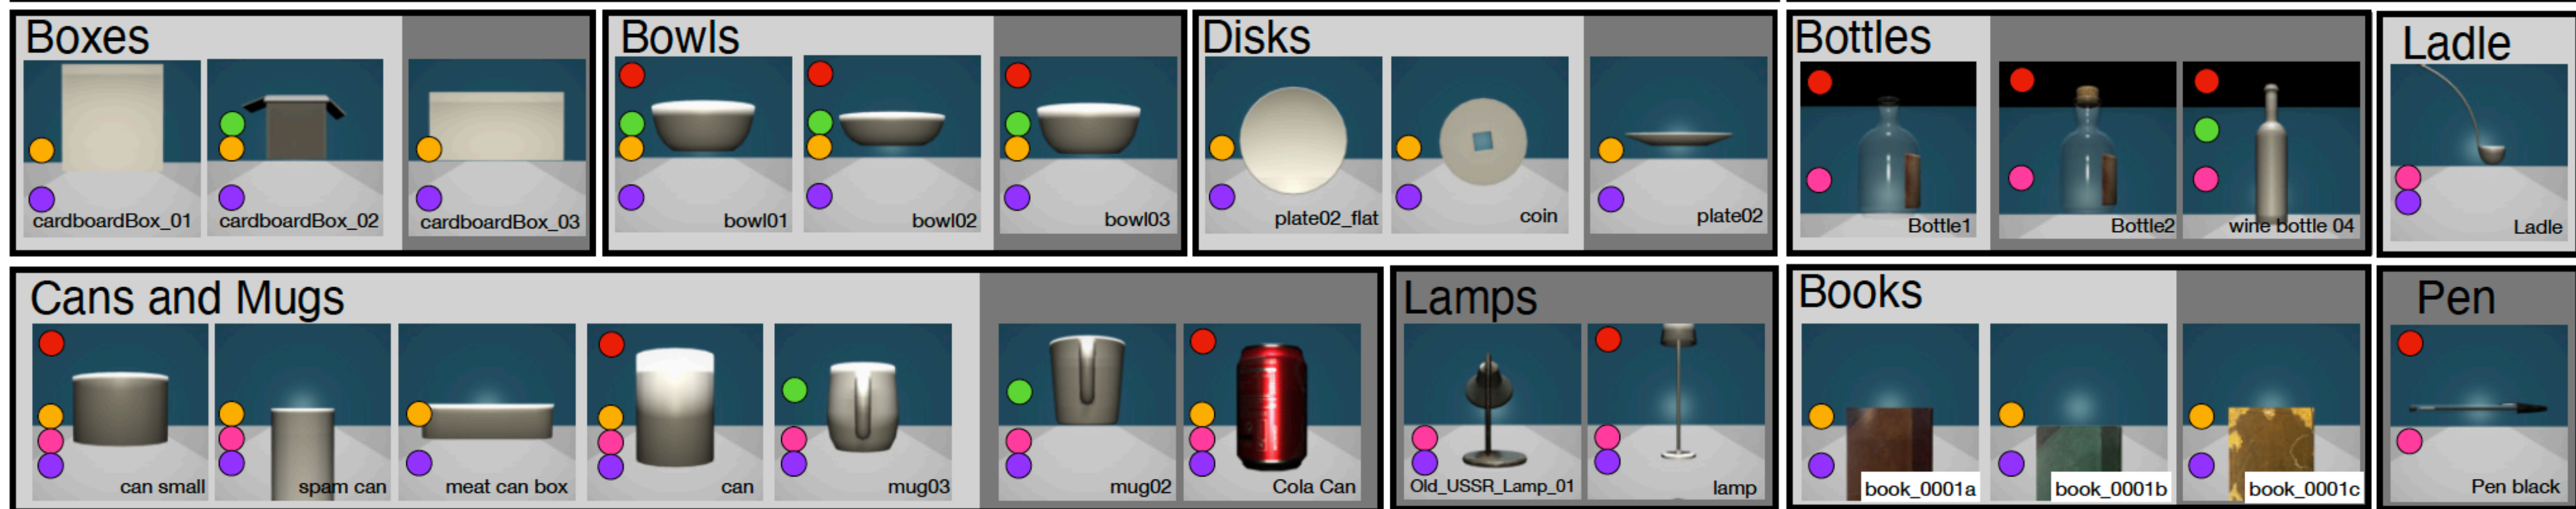 Boxes
cardboardBox_01
cardboardBox_02
cardboardBox_03
Bowls
bowl01
bowl02
bowl03
Disks
plate02_flat
coin
plate02
Bottles
Bottle1
Bottle2
wine bottle 04
Ladle
Ladle
Cans and Mugs
can small
spam can
meat can box
can
mug03
mug02
Cola Can
Lamps
Old_USSR_Lamp_01
lamp
Books
book_0001a
book_0001b
book_0001c
Pen
Pen black